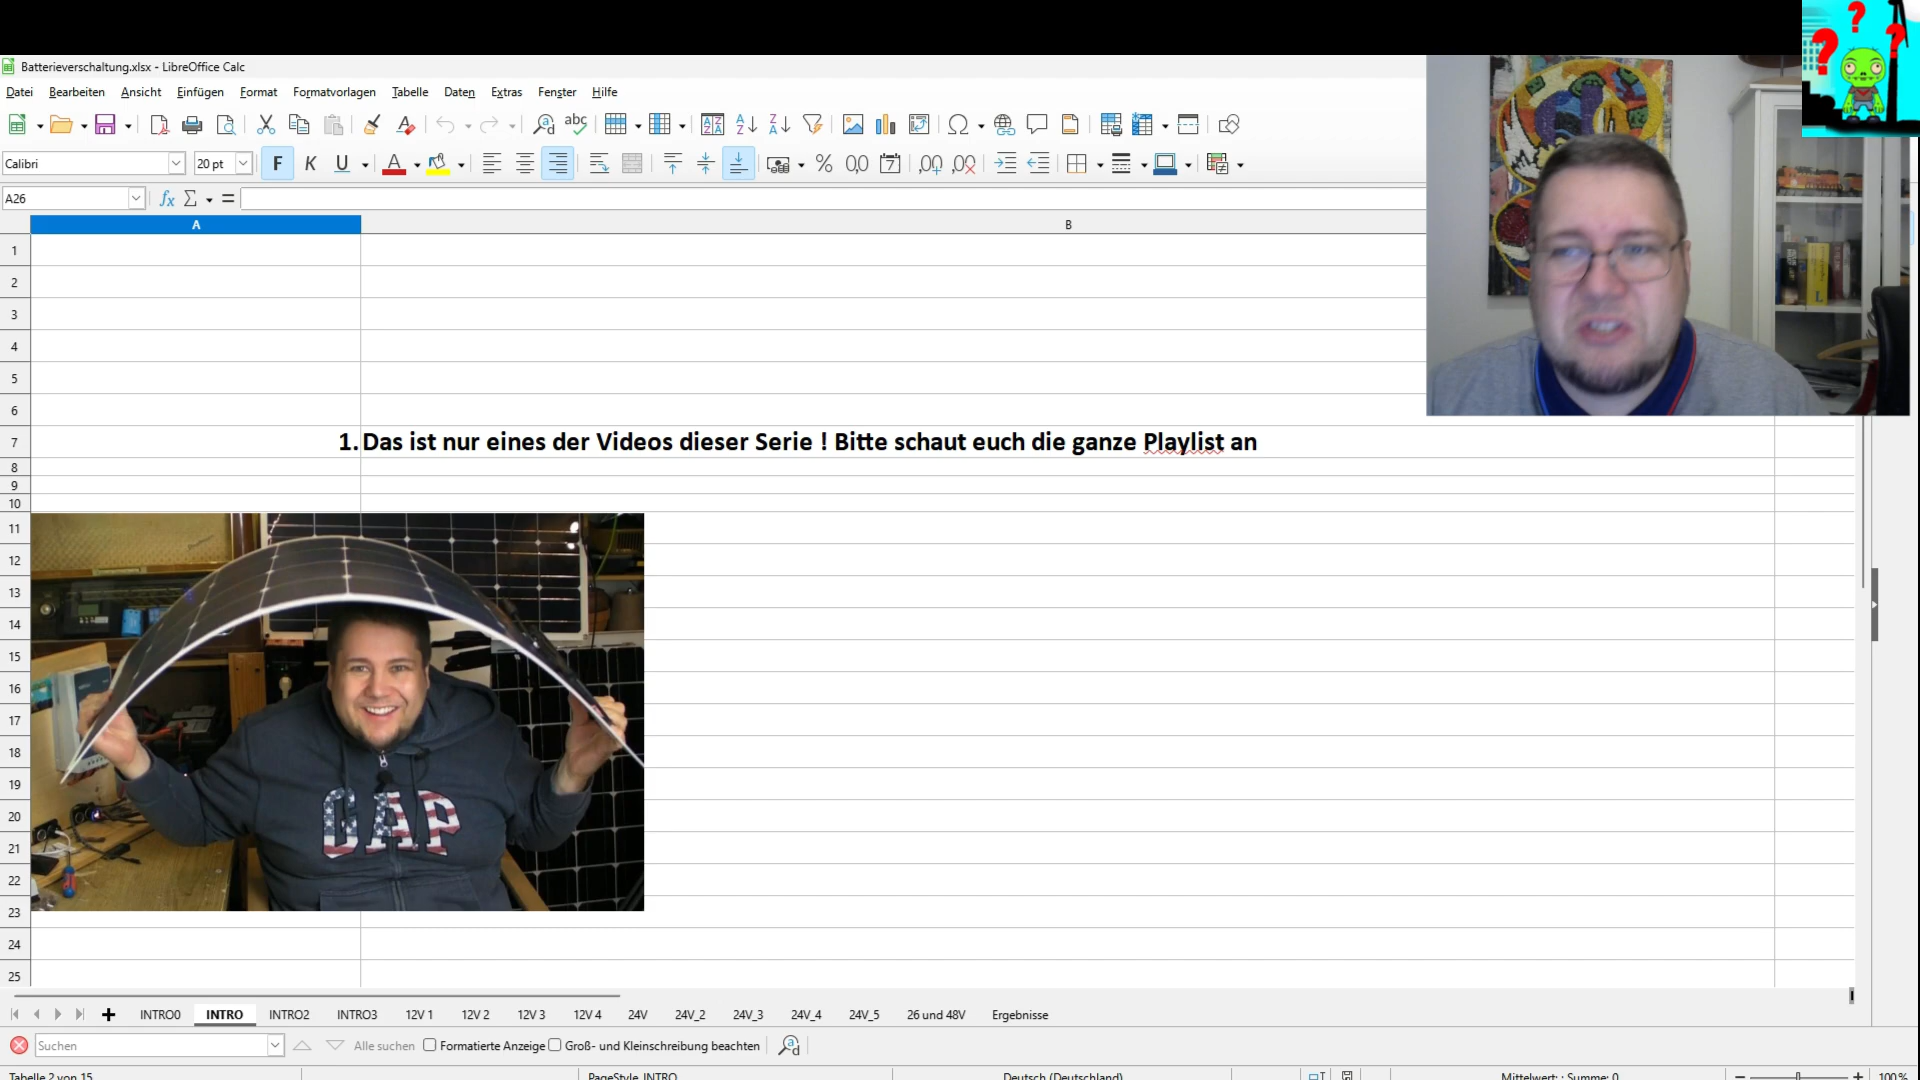 Batterieverschaltung.xlsx - LibreOffice Calc
Datei Bearbeiten Ansicht Einfügen Format Formatvorlagen Tabelle Daten Extras Fenster Hilfe
Calibri 20 pt F K U
A26
A B
1
2
3
4
5
6
7 1. Das ist nur eines der Videos dieser Serie ! Bitte schaut euch die ganze Playlist an
8
9
10
11
12
13
14
15
16
17
18
19
20
21
22
23
24
25
GAP
INTRO0 INTRO INTRO2 INTRO3 12V 1 12V 2 12V 3 12V 4 24V 24V_2 24V_3 24V_4 24V_5 26 und 48V Ergebnisse
Suchen Alle suchen Formatierte Anzeige Groß- und Kleinschreibung beachten
Tabelle 2 von 15 PageStyle_INTRO Deutsch (Deutschland) Mittelwert: ; Summe: 0 100%